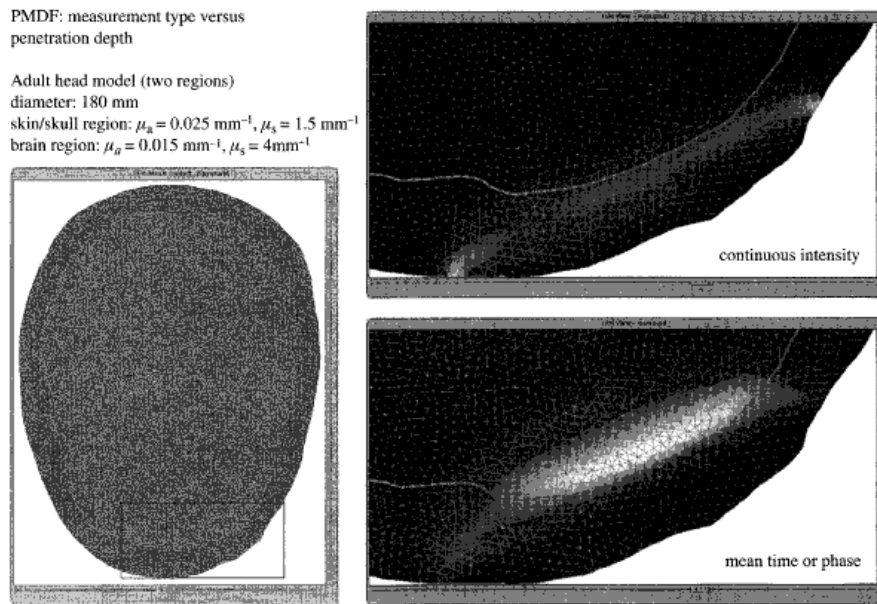 PMDF: measurement type versus
penetration depth
Adult head model (two regions)
diameter: 180 mm
skin/skull region: μa = 0.025 mm⁻¹, μs = 1.5 mm⁻¹
brain region: μa = 0.015 mm⁻¹, μs = 4mm⁻¹
continuous intensity
mean time or phase